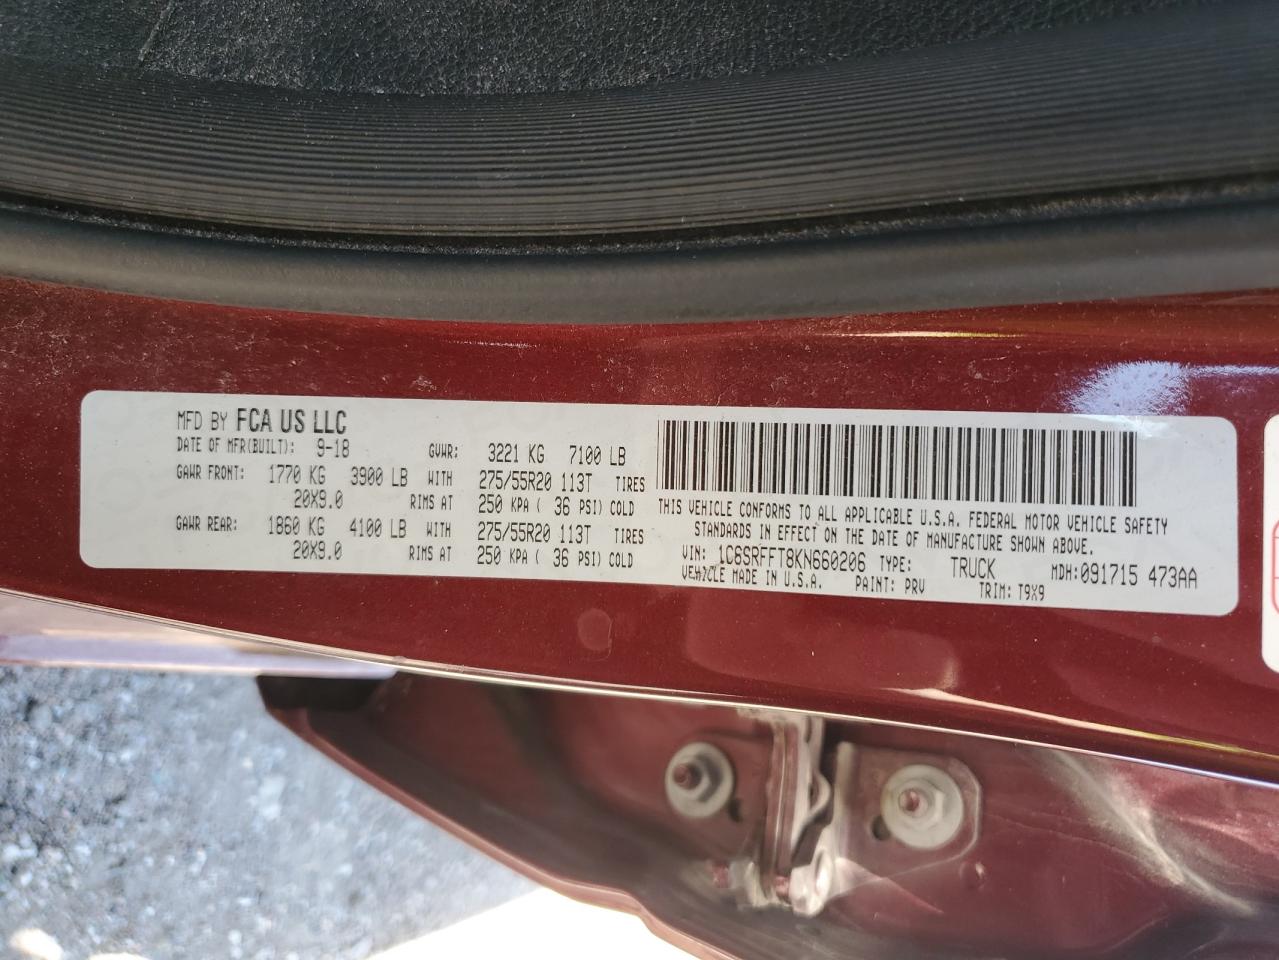 MFD BY FCA US LLC
DATE OF MFR(BUILT): 9-18 GVWR: 3221 KG 7100 LB
GAWR FRONT: 1770 KG 3900 LB WITH 275/55R20 113T TIRES
20X9.0 RIMS AT 250 KPA ( 36 PSI) COLD
GAWR REAR: 1860 KG 4100 LB WITH 275/55R20 113T TIRES
20X9.0 RIMS AT 250 KPA ( 36 PSI) COLD
THIS VEHICLE CONFORMS TO ALL APPLICABLE U.S.A. FEDERAL MOTOR VEHICLE SAFETY
STANDARDS IN EFFECT ON THE DATE OF MANUFACTURE SHOWN ABOVE.
VIN: 1C6SRFFT8KN660206 TYPE: TRUCK MDH:091715 473AA
VEHICLE MADE IN U.S.A. PAINT: PRV TRIM: T9X9